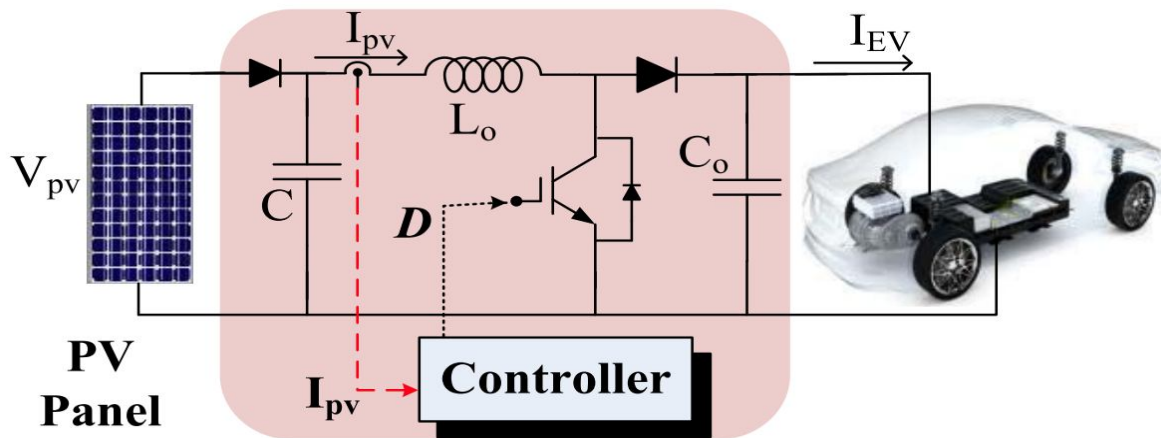 I_pv
I_EV
V_pv
L_o
C
C_o
D
PV
Panel
I_pv
Controller